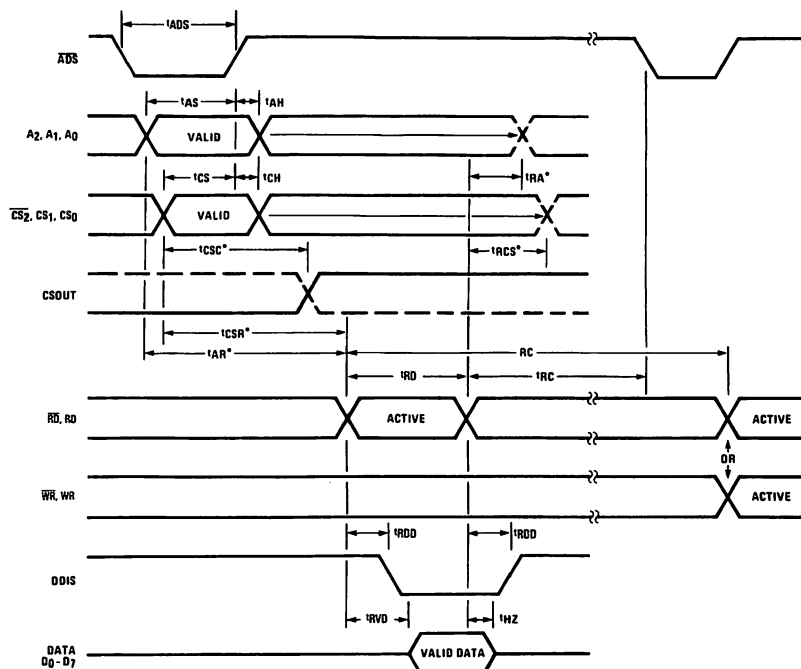 tADS
ADS
tAS tAH
A2, A1, A0 VALID
tRA*
tCS tCH
CS2, CS1, CS0 VALID
tCSC* tRCS*
CSOUT
tCSR*
tAR* RC
tRD tRC
RD, RD ACTIVE ACTIVE
OR
WR, WR ACTIVE
tRDD tRDD
DDIS
tRVD tHZ
DATA
D0 - D7 VALID DATA